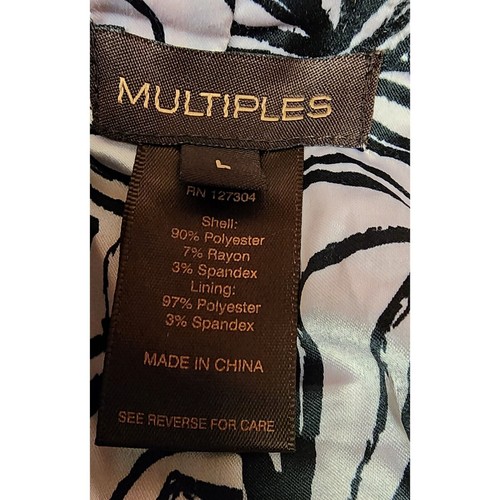 MULTIPLES
L
RN 127304
Shell:
90% Polyester
7% Rayon
3% Spandex
Lining:
97% Polyester
3% Spandex
MADE IN CHINA
SEE REVERSE FOR CARE